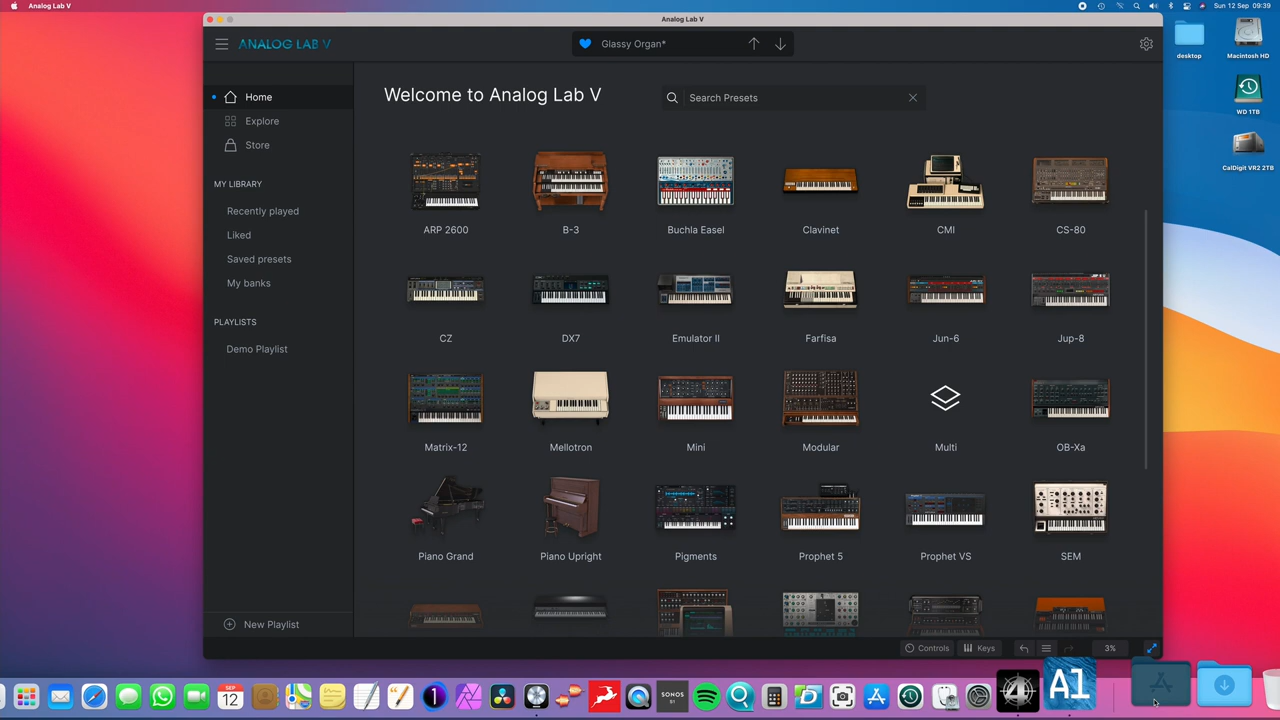 Analog Lab V
Sun 12 Sep 09:39
Analog Lab V
ANALOG LAB V
Glassy Organ*
desktop
Macintosh HD
WD 1TB
CalDigit VR2 2TB
Home
Explore
Store
MY LIBRARY
Recently played
Liked
Saved presets
My banks
PLAYLISTS
Demo Playlist
New Playlist
Welcome to Analog Lab V
Search Presets
ARP 2600
B-3
Buchla Easel
Clavinet
CMI
CS-80
CZ
DX7
Emulator II
Farfisa
Jun-6
Jup-8
Matrix-12
Mellotron
Mini
Modular
Multi
OB-Xa
Piano Grand
Piano Upright
Pigments
Prophet 5
Prophet VS
SEM
Controls
Keys
3%
SEP
12
1
SONOS
S1
4
A1